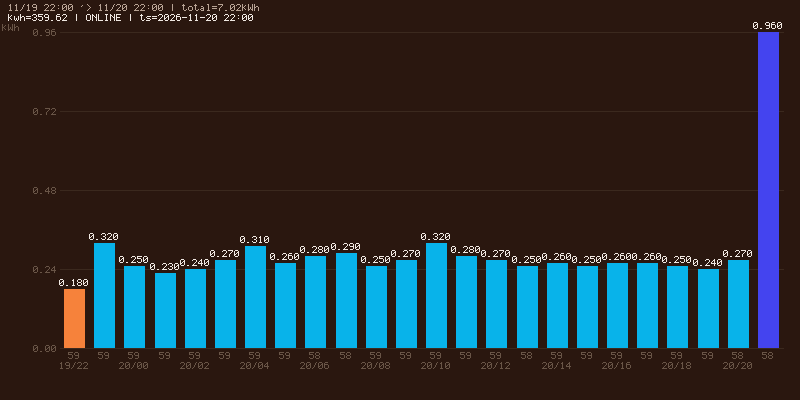 11/19 22:00 -> 11/20 22:00 | total=7.02KWh
Kwh=359.62 | ONLINE | ts=2026-11-20 22:00
KWh
0.960
0.96
0.72
0.48
0.320 0.310 0.320
0.250 0.230 0.240 0.270 0.260 0.280 0.290 0.250 0.270 0.280 0.270 0.250 0.260 0.250 0.260 0.260 0.250 0.240 0.270
0.24
0.180
0.00
59 59 59 59 59 59 59 59 58 58 59 59 59 59 59 58 58 59 59 59 59 59 58 58
19/22 20/00 20/02 20/04 20/06 20/08 20/10 20/12 20/14 20/16 20/18 20/20